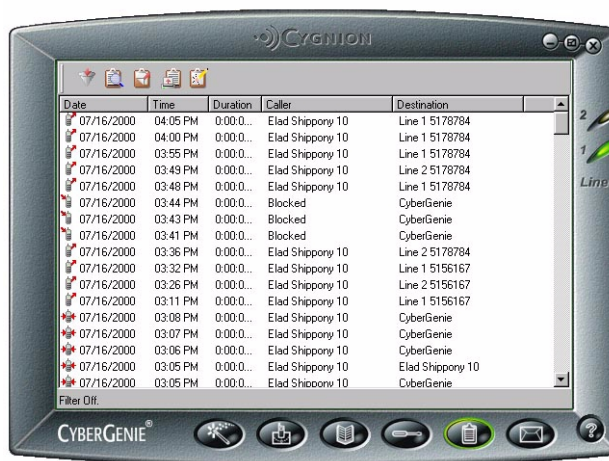 CYGNION
Date Time Duration Caller Destination
07/16/2000 04:05 PM 0:00:0... Elad Shippony 10 Line 1 5178784
07/16/2000 04:00 PM 0:00:0... Elad Shippony 10 Line 1 5178784
07/16/2000 03:55 PM 0:00:0... Elad Shippony 10 Line 1 5178784
07/16/2000 03:49 PM 0:00:0... Elad Shippony 10 Line 2 5178784
07/16/2000 03:48 PM 0:00:0... Elad Shippony 10 Line 1 5178784
07/16/2000 03:44 PM 0:00:0... Blocked CyberGenie
07/16/2000 03:43 PM 0:00:0... Blocked CyberGenie
07/16/2000 03:41 PM 0:00:0... Blocked CyberGenie
07/16/2000 03:36 PM 0:00:0... Elad Shippony 10 Line 2 5178784
07/16/2000 03:32 PM 0:00:0... Elad Shippony 10 Line 1 5156167
07/16/2000 03:26 PM 0:00:0... Elad Shippony 10 Line 2 5156167
07/16/2000 03:11 PM 0:00:0... Elad Shippony 10 Line 1 5156167
07/16/2000 03:08 PM 0:00:0... Elad Shippony 10 CyberGenie
07/16/2000 03:07 PM 0:00:0... Elad Shippony 10 CyberGenie
07/16/2000 03:06 PM 0:00:0... Elad Shippony 10 CyberGenie
07/16/2000 03:05 PM 0:00:0... Elad Shippony 10 Elad Shippony 10
07/16/2000 03:05 PM 0:00:0... Elad Shippony 10 CyberGenie
2
1
Line
Filter Off.
CYBERGENIE®
?